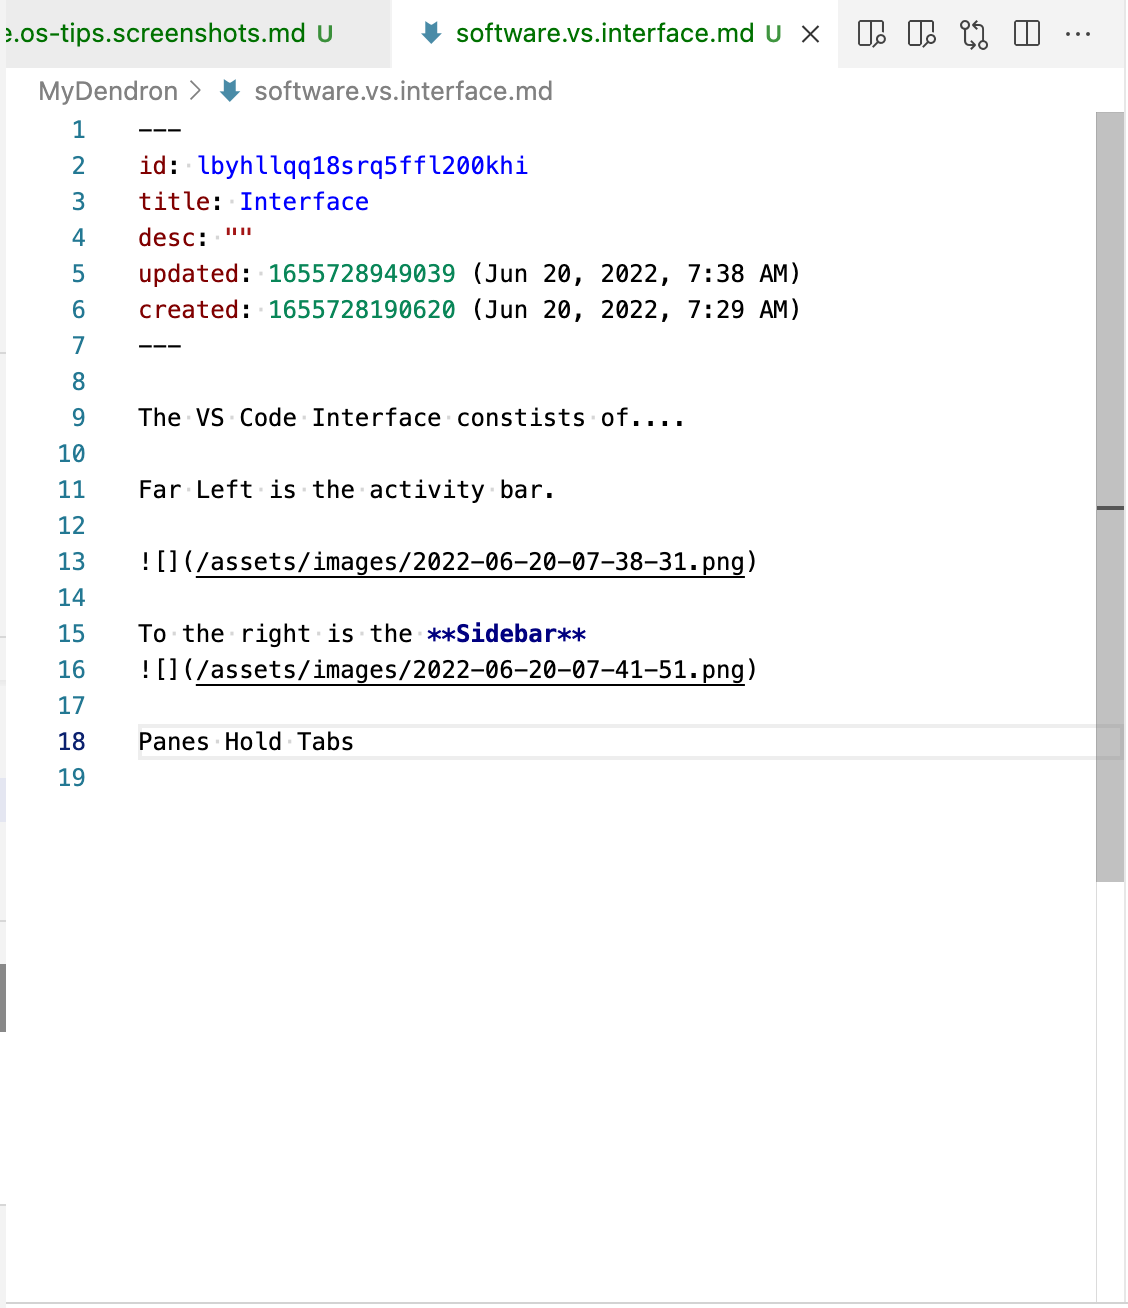 e.os-tips.screenshots.md U
software.vs.interface.md U
MyDendron > software.vs.interface.md
1 ---
2 id: lbyhllqq18srq5ffl200khi
3 title: Interface
4 desc: ""
5 updated: 1655728949039 (Jun 20, 2022, 7:38 AM)
6 created: 1655728190620 (Jun 20, 2022, 7:29 AM)
7 ---
8
9 The VS Code Interface constists of....
10
11 Far Left is the activity bar.
12
13 ![](/assets/images/2022-06-20-07-38-31.png)
14
15 To the right is the **Sidebar**
16 ![](/assets/images/2022-06-20-07-41-51.png)
17
18 Panes Hold Tabs
19